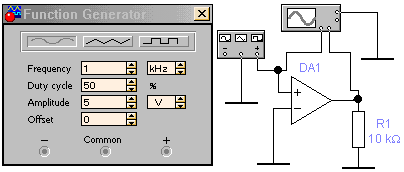 Function Generator
Frequency 1 kHz
Duty cycle 50 %
Amplitude 5 V
Offset 0
− Common +
− +
DA1
+
−
R1
10 kΩ